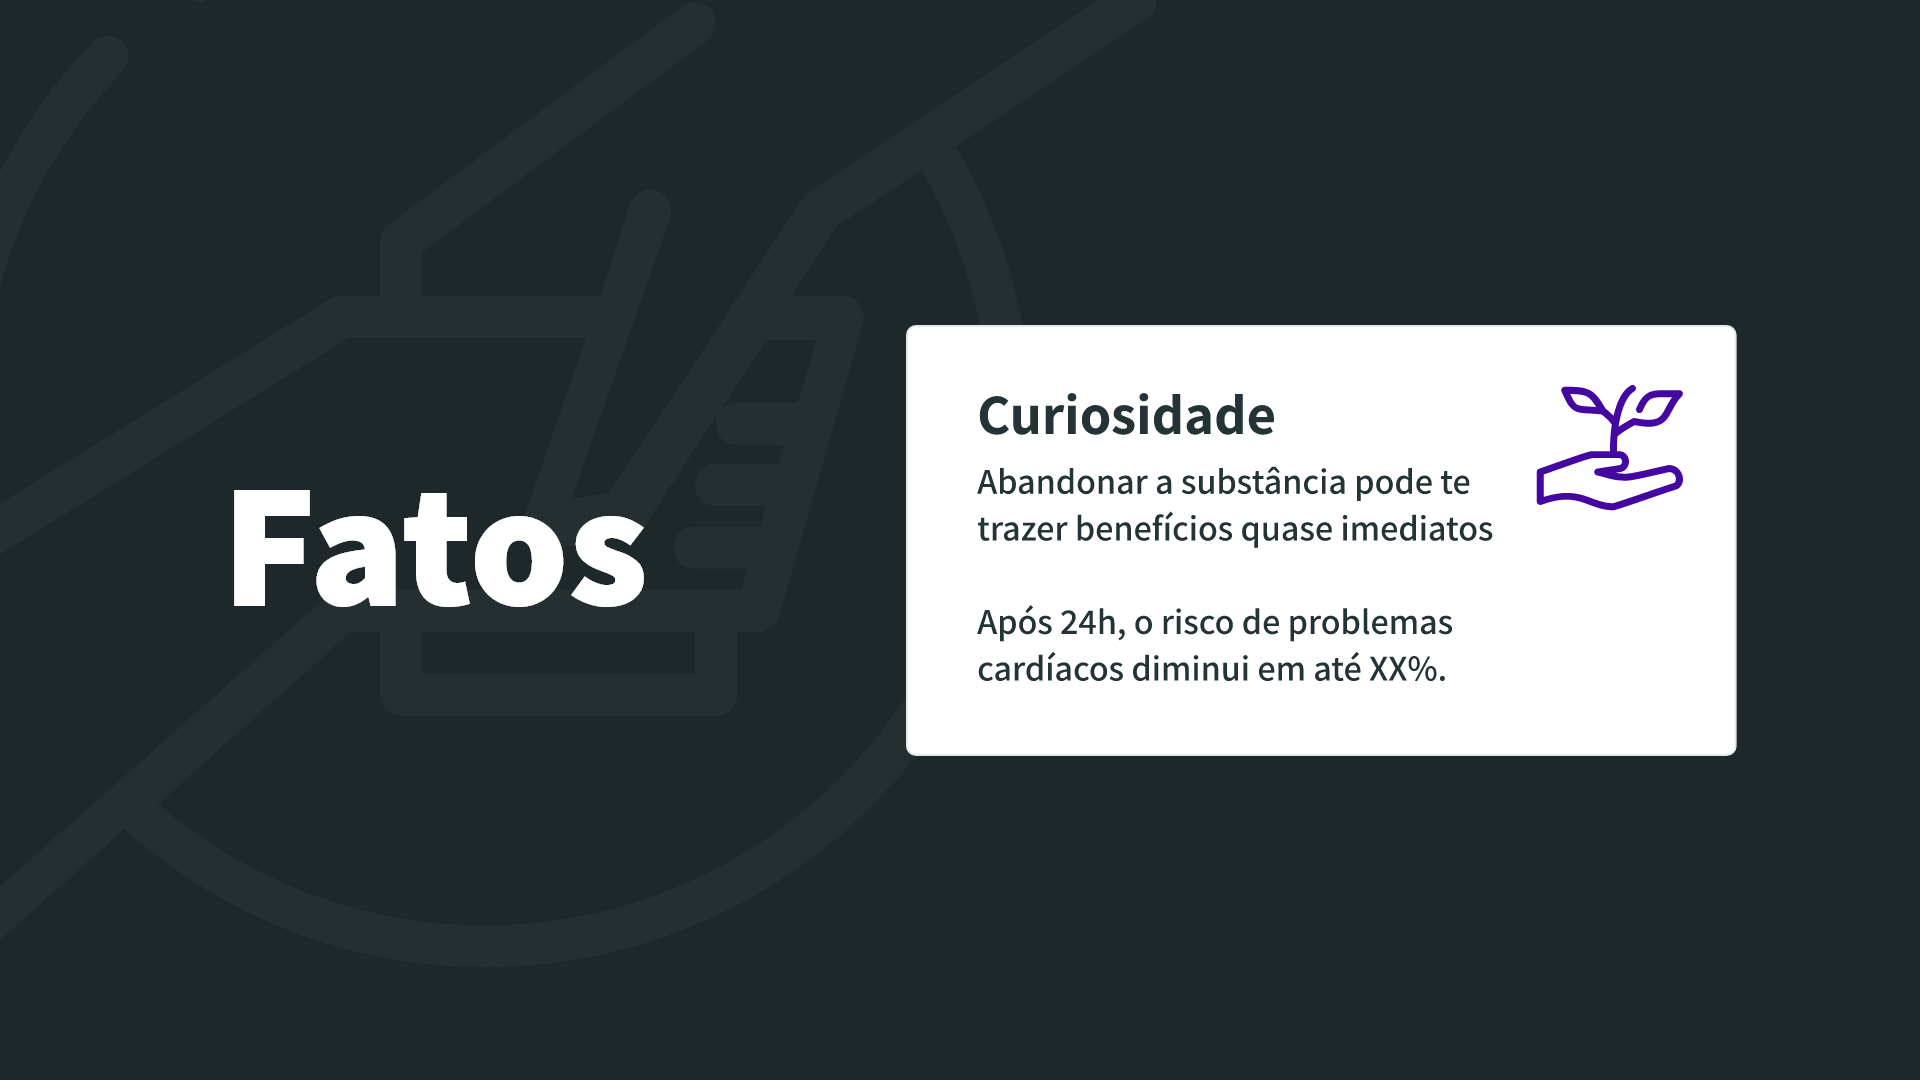 Fatos
Curiosidade
Abandonar a substância pode te
trazer benefícios quase imediatos
Após 24h, o risco de problemas
cardíacos diminui em até XX%.